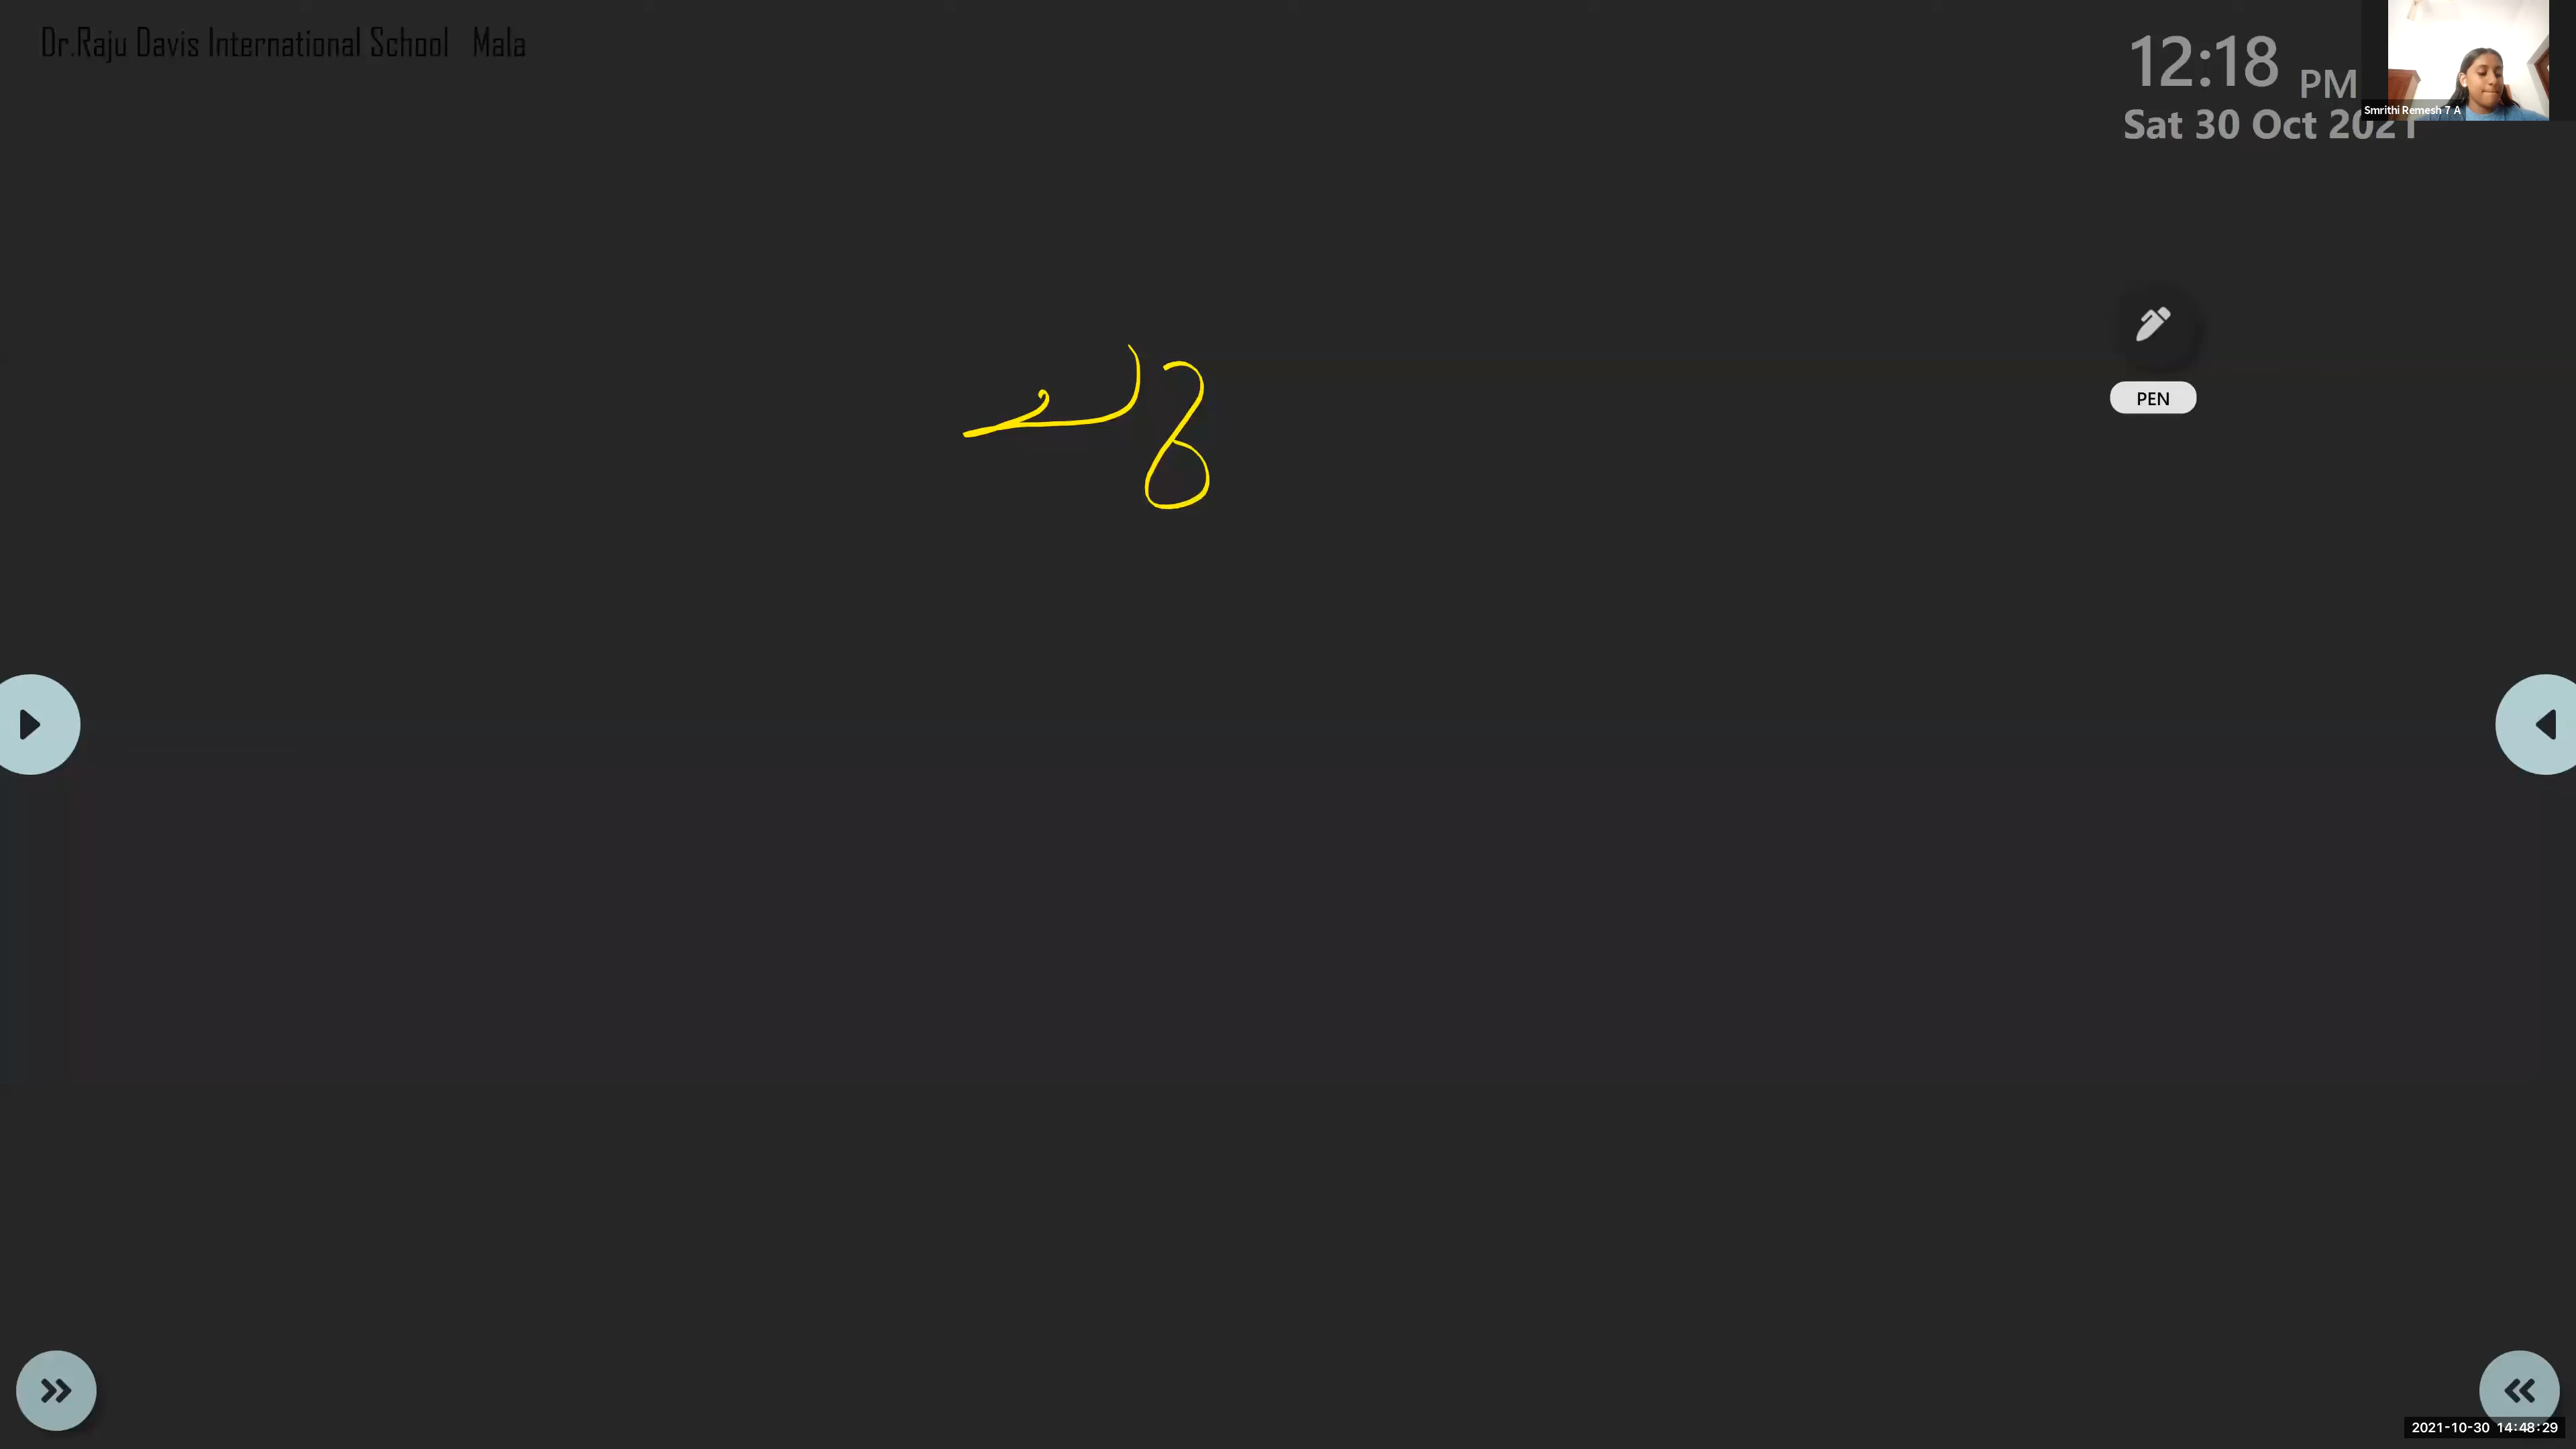 Dr.Raju Davis International School Mala
12:18 PM
Sat 30 Oct 2021
Smrithi Remesh 7 A
PEN
2021-10-30 14:48:29